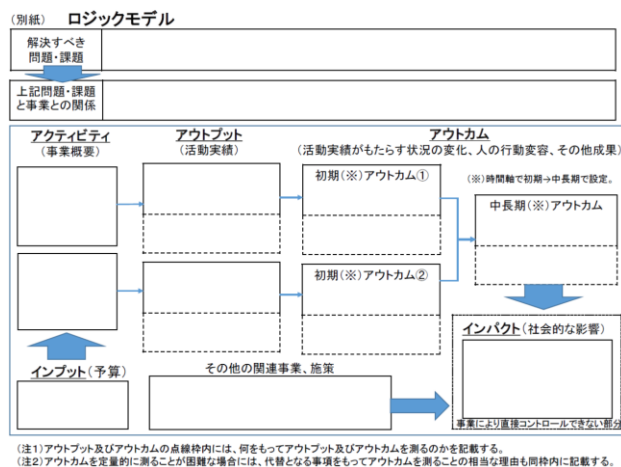 （別紙） ロジックモデル
解決すべき
問題・課題
上記問題・課題
と事業との関係
アクティビティ
（事業概要）
アウトプット
（活動実績）
アウトカム
（活動実績がもたらす状況の変化、人の行動変容、その他成果）
（※）時間軸で初期→中長期で設定。
初期（※）アウトカム①
中長期（※）アウトカム
初期（※）アウトカム②
インプット（予算）
その他の関連事業、施策
インパクト（社会的な影響）
事業により直接コントロールできない部分
（注１）アウトプット及びアウトカムの点線枠内には、何をもってアウトプット及びアウトカムを測るのかを記載する。
（注２）アウトカムを定量的に測ることが困難な場合には、代替となる事項をもってアウトカムを測ることの相当な理由も同枠内に記載する。